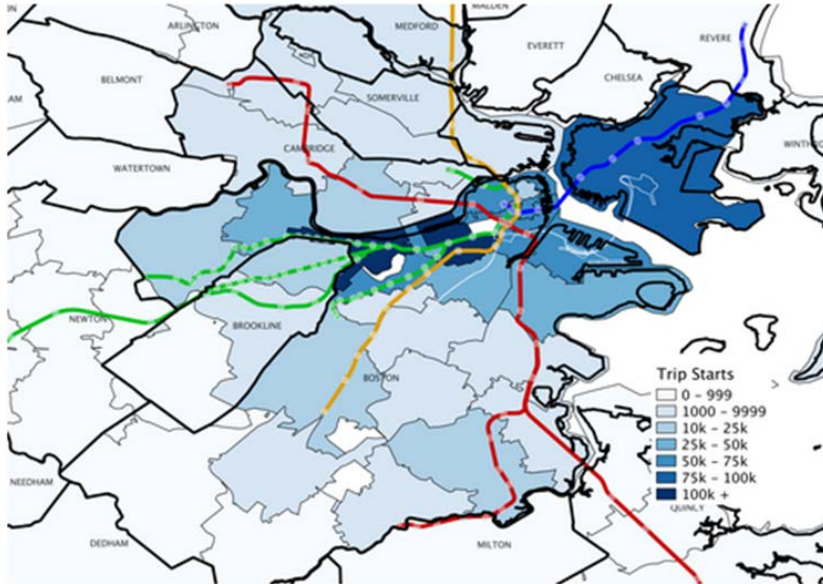 MALDEN
ARLINGTON
MEDFORD
REVERE
EVERETT
BELMONT
CHELSEA
SOMERVILLE
CAMBRIDGE
WATERTOWN
NEWTON
BROOKLINE
BOSTON
Trip Starts
0 – 999
1000 – 9999
10k – 25k
25k – 50k
50k – 75k
75k – 100k
100k +
NEEDHAM
QUINCY
DEDHAM
MILTON